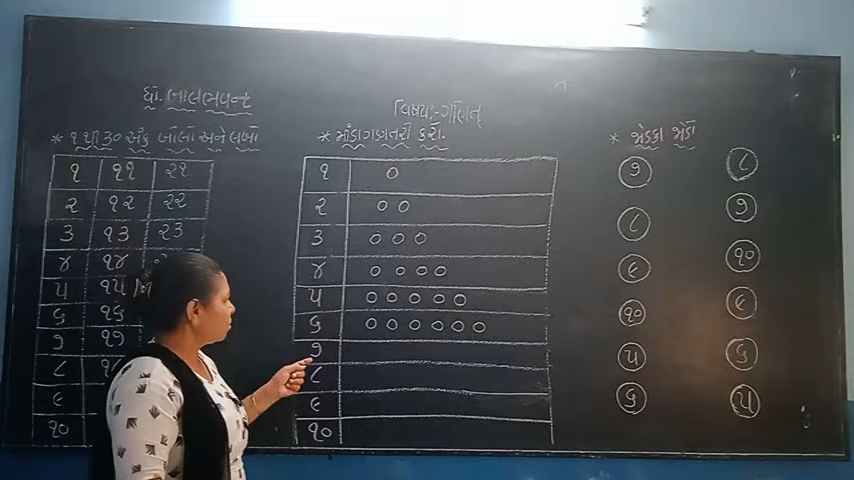 ધો. બાલભવન
વિષય:-ગણિત
* ૧ થી ૩૦ અંક બોલો અને લખો
* મોંડા ગણતરી કરો.
* જોડકા જોડો
૧ ૧૧ ૨૧
૨ ૧૨ ૨૨
૩ ૧૩ ૨૩
૪ ૧૪
૫ ૧૫
૬ ૧૬
૭ ૧૭
૮
૯
૧૦
૧ ૦
૨ ૦ ૦
૩ ૦ ૦ ૦
૪ ૦ ૦ ૦ ૦
૫ ૦ ૦ ૦ ૦ ૦
૬ ૦ ૦ ૦ ૦ ૦ ૦
૭
૮
૯
૧૦
૭ ૮
૮ ૭
૯ ૧૦
૧૦ ૯
૫ ૬
૬ ૫